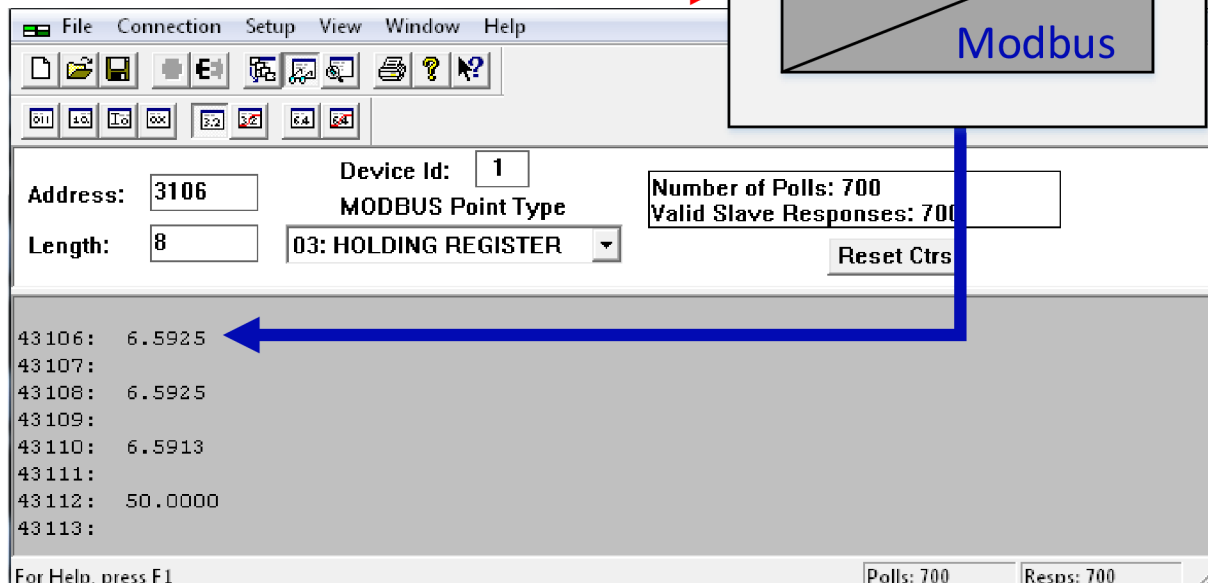 File Connection Setup View Window Help
Modbus
Address: 3106
Device Id: 1
MODBUS Point Type
Length: 8
03: HOLDING REGISTER
Number of Polls: 700
Valid Slave Responses: 700
Reset Ctrs
43106: 6.5925
43107:
43108: 6.5925
43109:
43110: 6.5913
43111:
43112: 50.0000
43113:
For Help, press F1
Polls: 700
Resps: 700